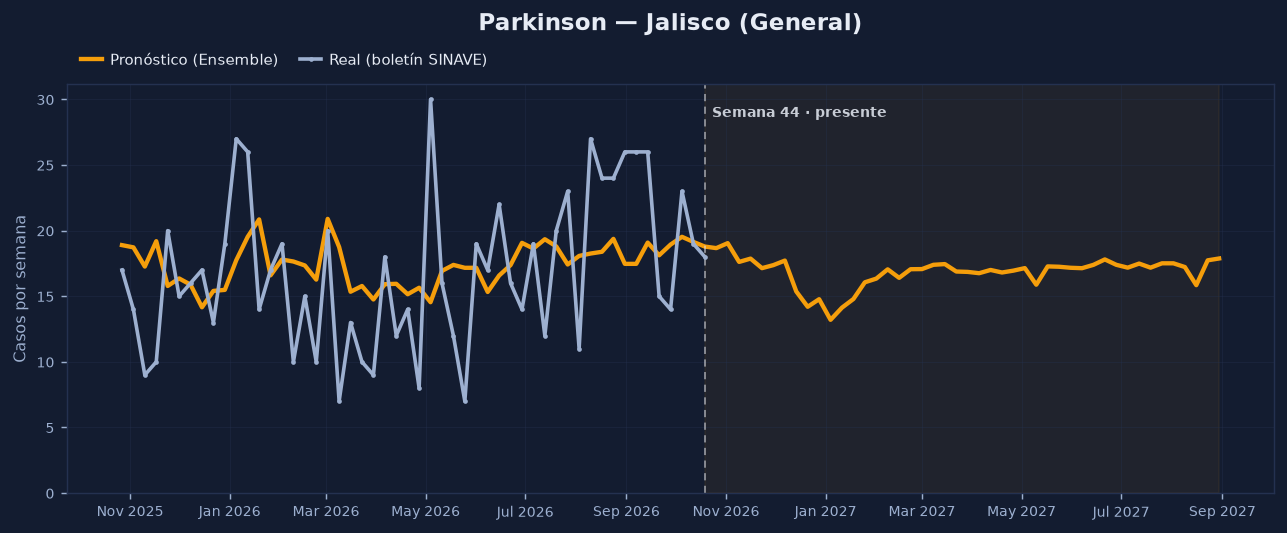 Parkinson — Jalisco (General)
Pronóstico (Ensemble)
Real (boletín SINAVE)
Casos por semana
30
25
20
15
10
5
0
Semana 44 · presente
Nov 2025
Jan 2026
Mar 2026
May 2026
Jul 2026
Sep 2026
Nov 2026
Jan 2027
Mar 2027
May 2027
Jul 2027
Sep 2027